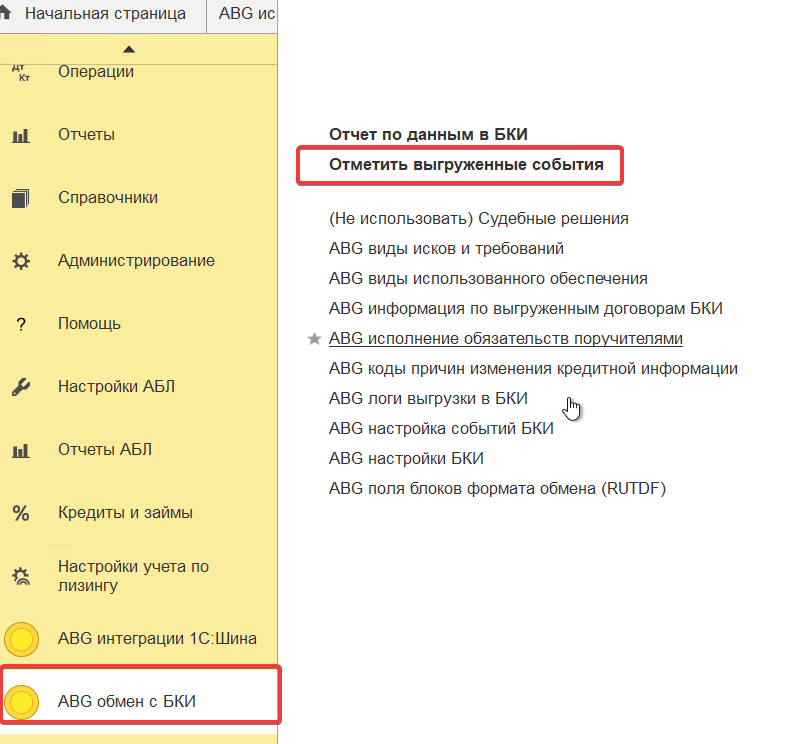 Начальная страница
ABG ис
Дт
Кт
Операции
Отчеты
Справочники
Администрирование
?
Помощь
Настройки АБЛ
Отчеты АБЛ
%
Кредиты и займы
Настройки учета по
лизингу
ABG интеграции 1С:Шина
ABG обмен с БКИ
Отчет по данным в БКИ
Отметить выгруженные события
(Не использовать) Судебные решения
ABG виды исков и требований
ABG виды использованного обеспечения
ABG информация по выгруженным договорам БКИ
ABG исполнение обязательств поручителями
ABG коды причин изменения кредитной информации
ABG логи выгрузки в БКИ
ABG настройка событий БКИ
ABG настройки БКИ
ABG поля блоков формата обмена (RUTDF)